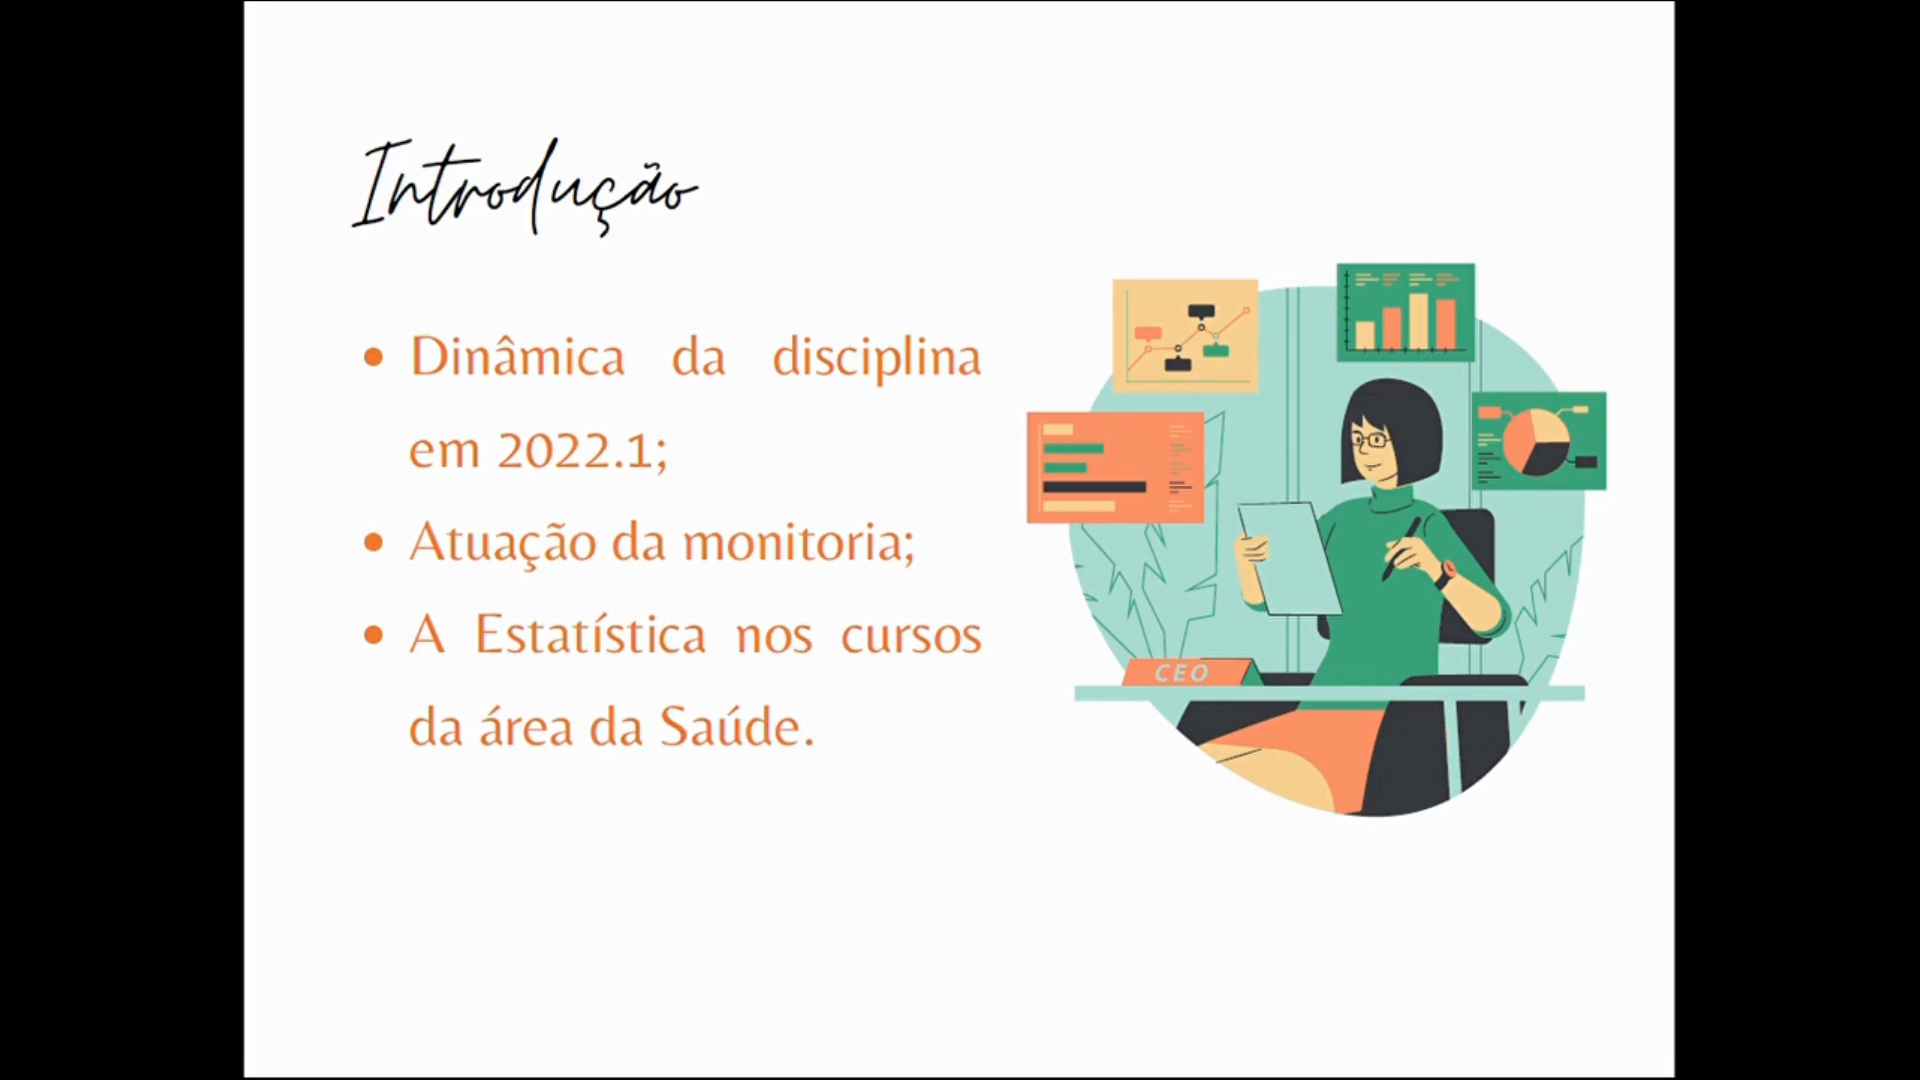 Introdução
• Dinâmica da disciplina
em 2022.1;
• Atuação da monitoria;
• A Estatística nos cursos
da área da Saúde.
CEO